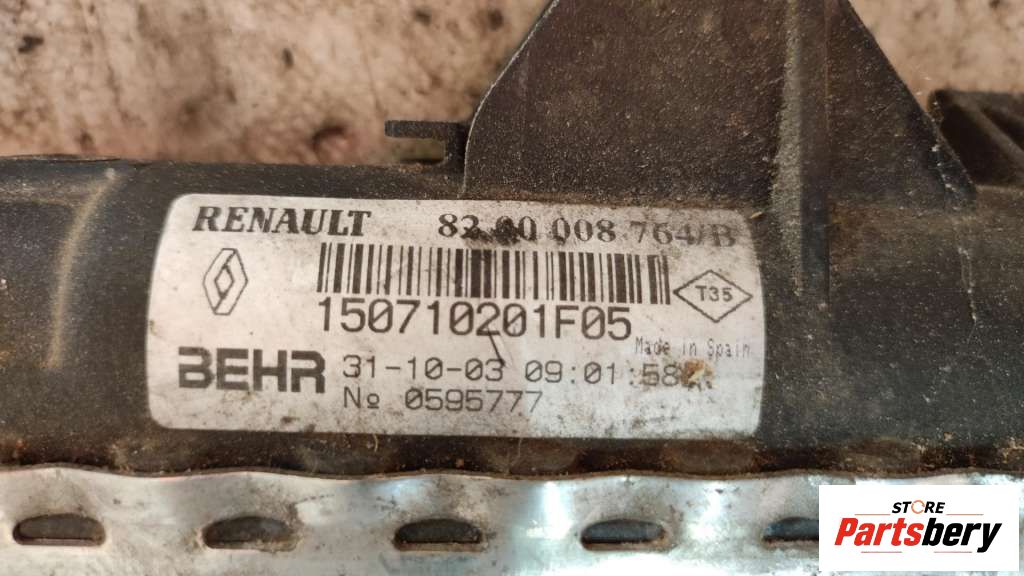 RENAULT 82 00 008 764/B
T35
150710201F05
Made in Spain
BEHR 31-10-03 09:01:58
№ 0595777
STORE
Partsbery